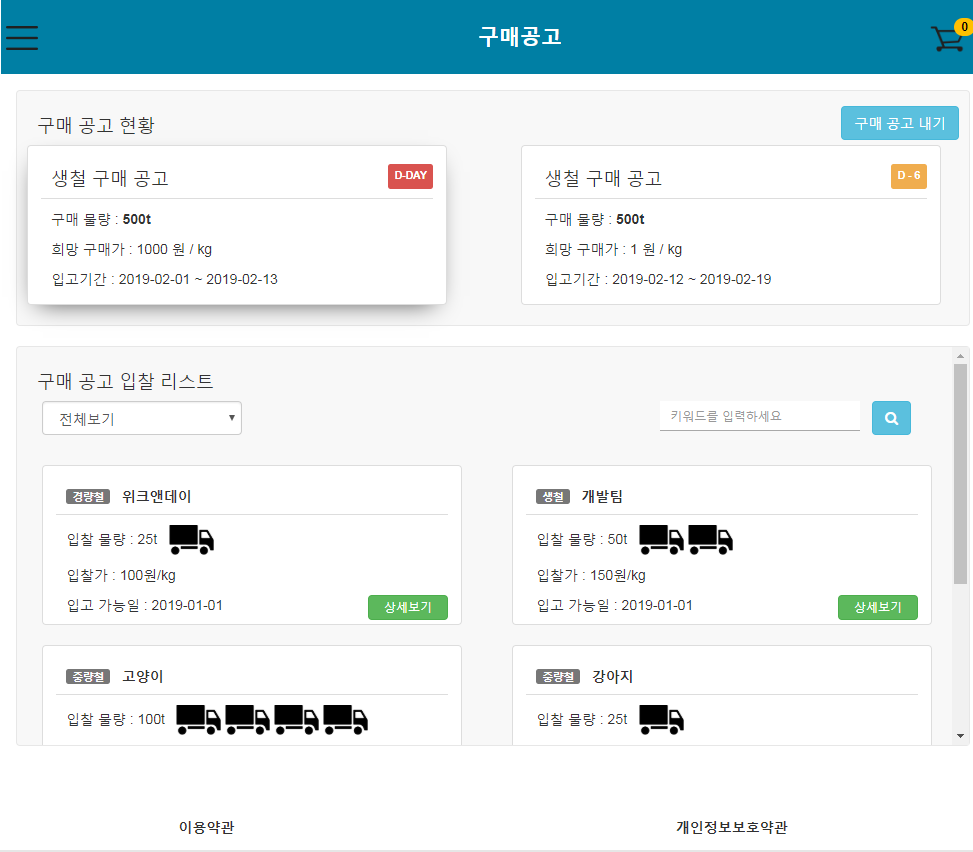 구매공고
0
구매 공고 현황
구매 공고 내기
생철 구매 공고
D-DAY
구매 물량 : 500t
희망 구매가 : 1000 원 / kg
입고기간 : 2019-02-01 ~ 2019-02-13
생철 구매 공고
D - 6
구매 물량 : 500t
희망 구매가 : 1 원 / kg
입고기간 : 2019-02-12 ~ 2019-02-19
구매 공고 입찰 리스트
전체보기
키워드를 입력하세요
경량철 위크앤데이
입찰 물량 : 25t
입찰가 : 100원/kg
입고 가능일 : 2019-01-01
상세보기
생철 개발팀
입찰 물량 : 50t
입찰가 : 150원/kg
입고 가능일 : 2019-01-01
상세보기
중량철 고양이
입찰 물량 : 100t
중량철 강아지
입찰 물량 : 25t
이용약관
개인정보보호약관